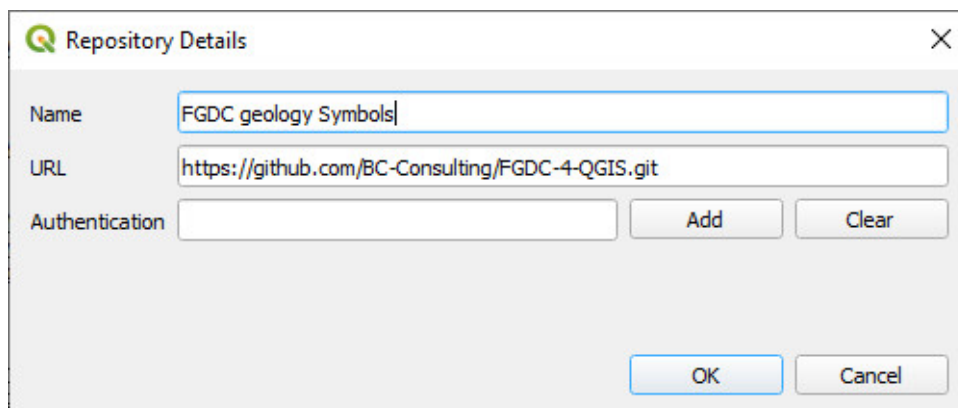 Repository Details
Name FGDC geology Symbols
URL https://github.com/BC-Consulting/FGDC-4-QGIS.git
Authentication Add Clear
OK Cancel